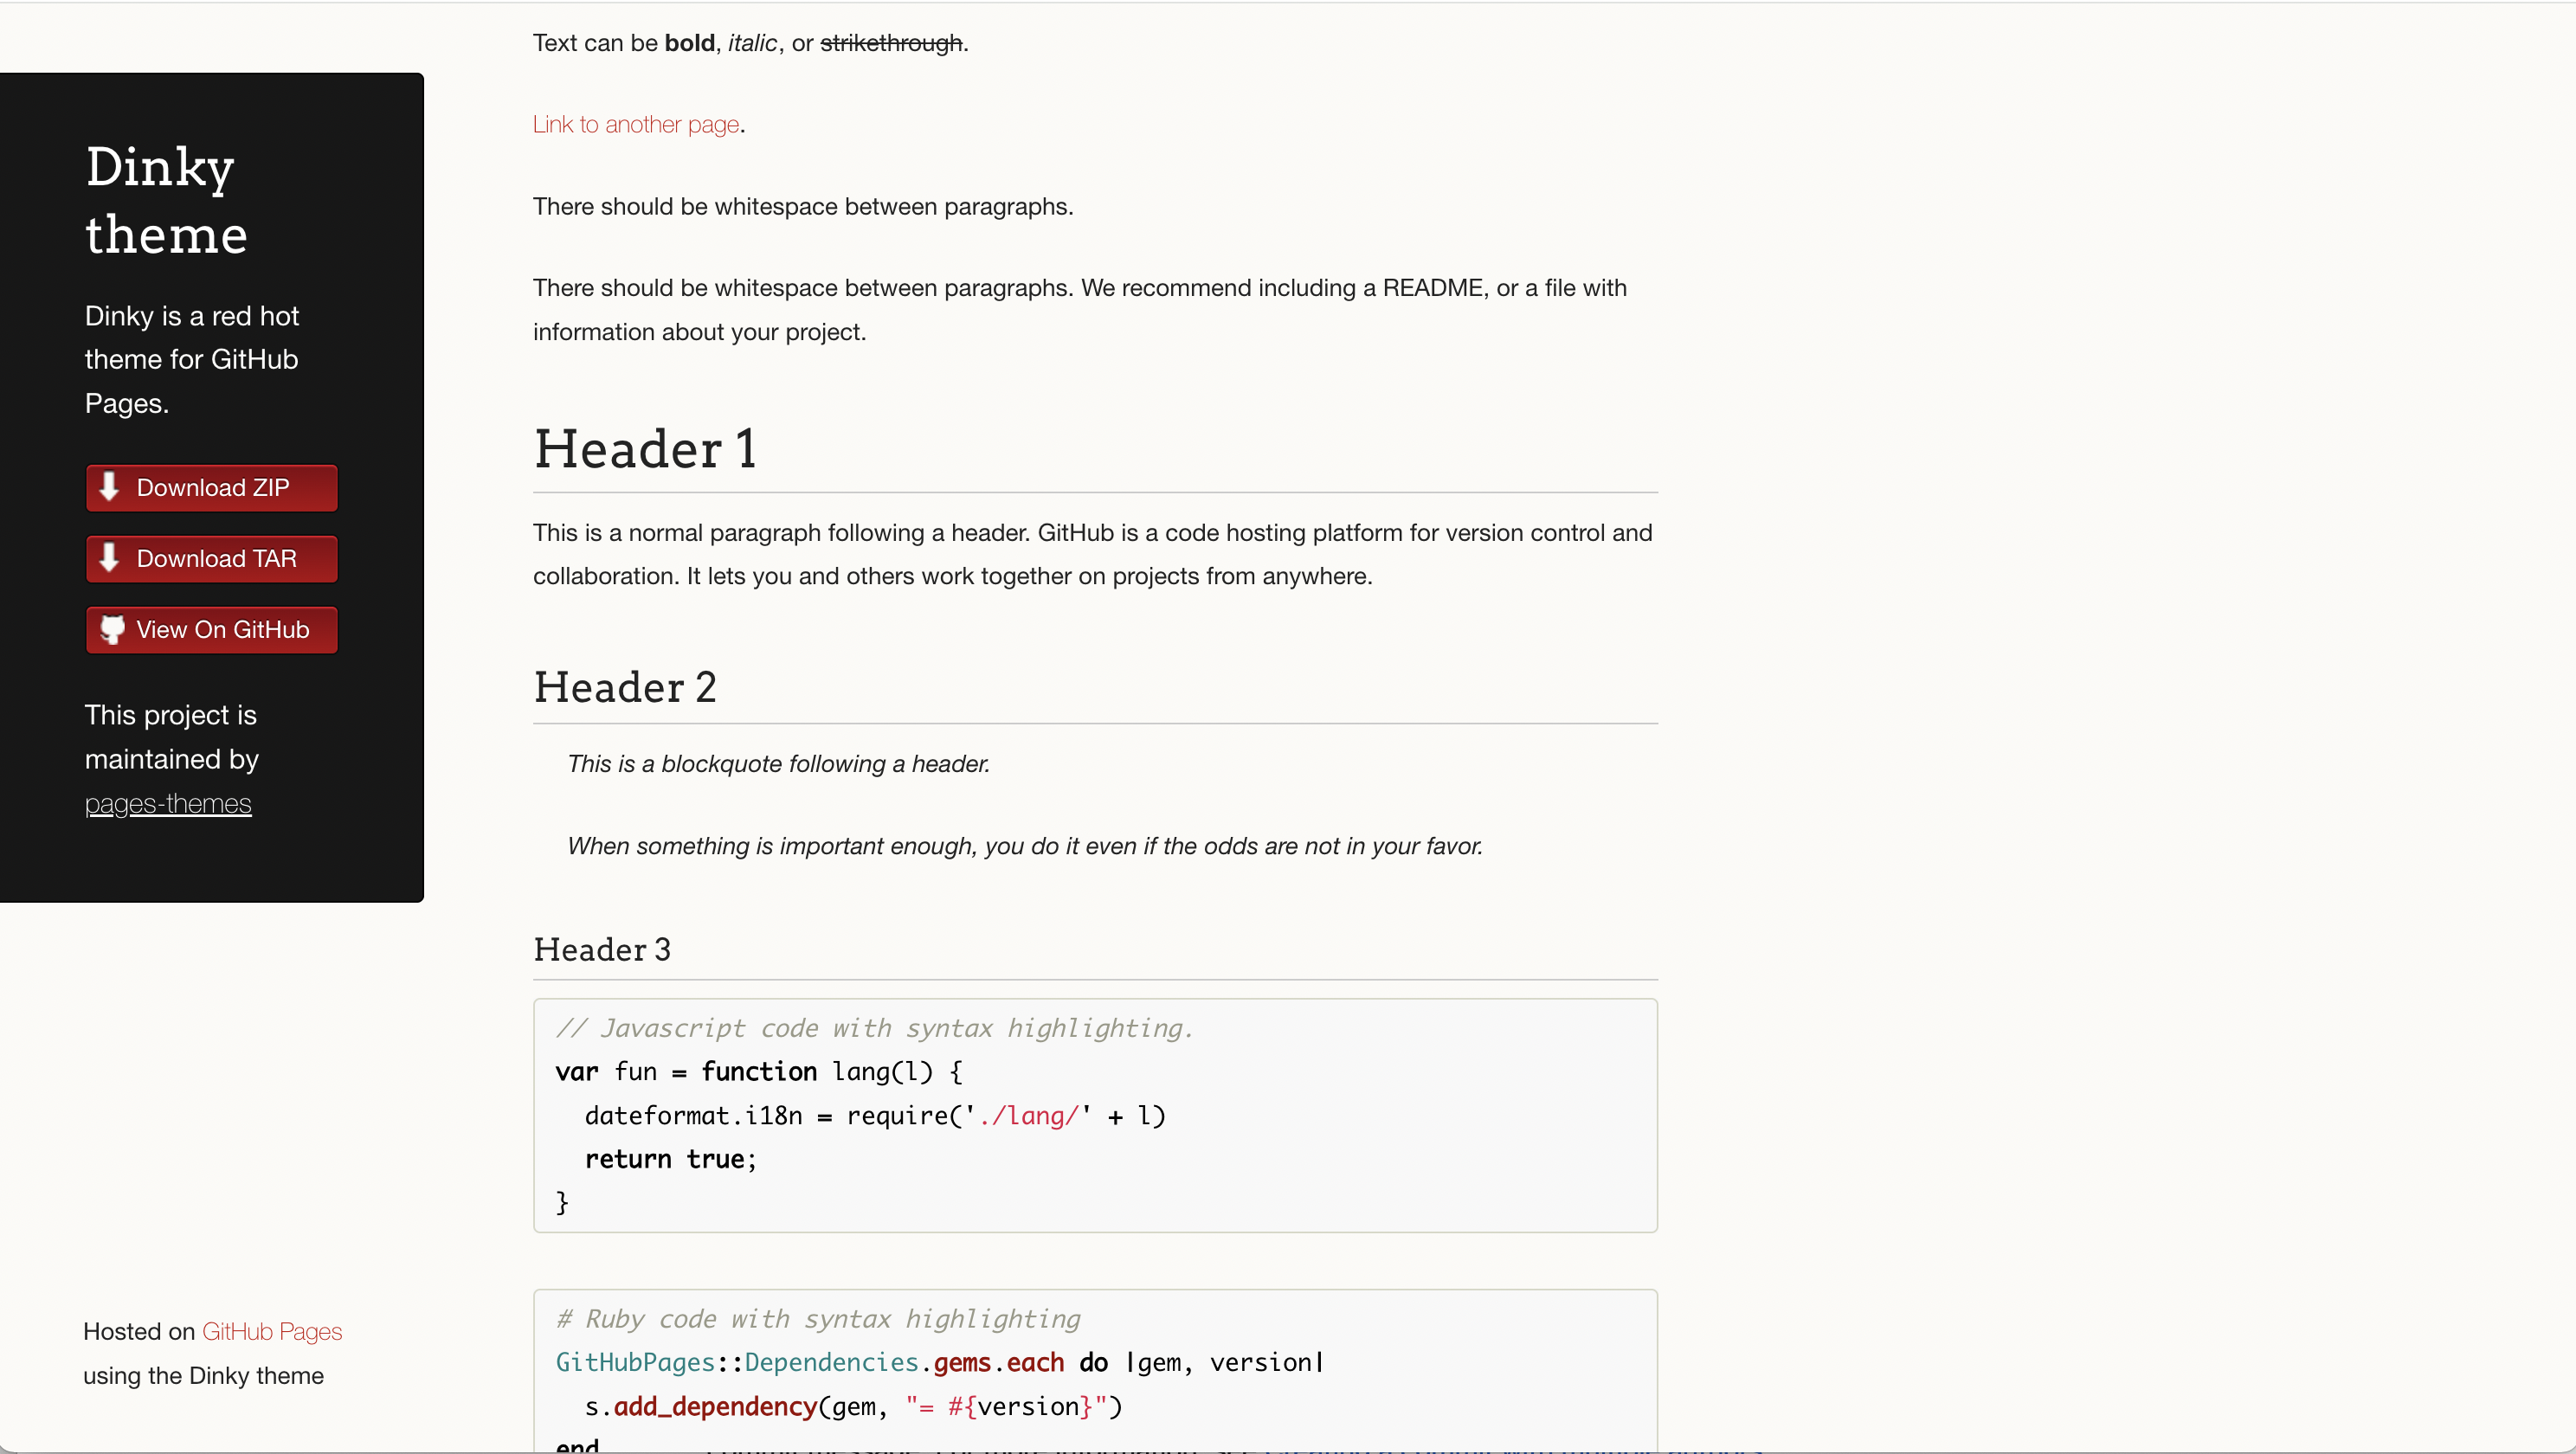 Text can be bold, italic, or strikethrough.
Link to another page.
There should be whitespace between paragraphs.
There should be whitespace between paragraphs. We recommend including a README, or a file with
information about your project.
Header 1
This is a normal paragraph following a header. GitHub is a code hosting platform for version control and
collaboration. It lets you and others work together on projects from anywhere.
Header 2
This is a blockquote following a header.
When something is important enough, you do it even if the odds are not in your favor.
Header 3
// Javascript code with syntax highlighting.
var fun = function lang(l) {
  dateformat.i18n = require('./lang/' + l)
  return true;
}
# Ruby code with syntax highlighting
GitHubPages::Dependencies.gems.each do |gem, version|
  s.add_dependency(gem, "= #{version}")
end
Dinky
theme
Dinky is a red hot
theme for GitHub
Pages.
Download ZIP
Download TAR
View On GitHub
This project is
maintained by
pages-themes
Hosted on GitHub Pages
using the Dinky theme